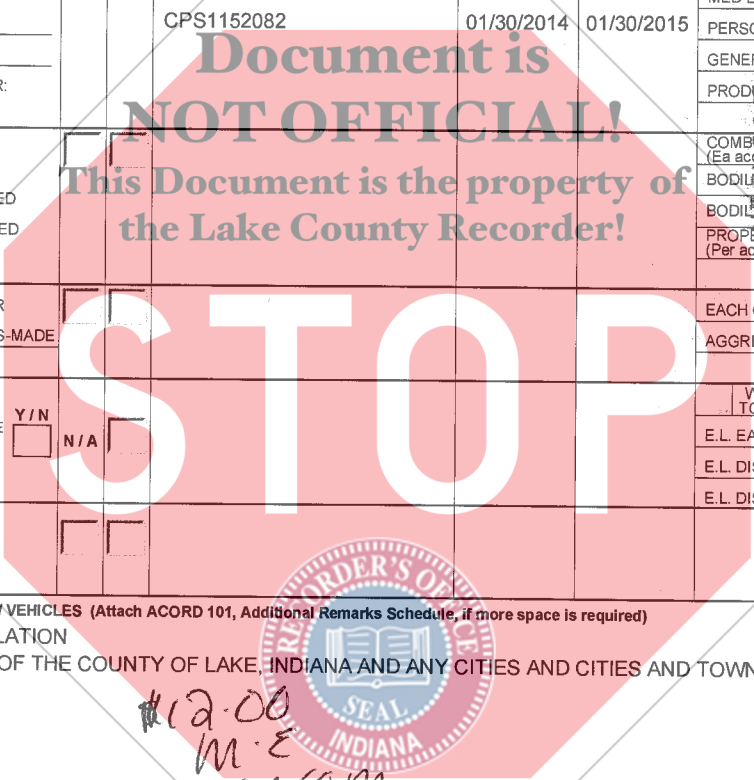 CPS1152082 01/30/2014 01/30/2015
Document is
NOT OFFICIAL!
This Document is the property of
the Lake County Recorder!
STOP
PERSO
GENER
PRODU
COMB
(Ea acc
BODIL
BODIL
PROPE
(Per ac
R:
ED
ED
R
S-MADE
EACH
AGGRE
Y / N
N / A
E.L. EA
E.L. DIS
E.L. DIS
RECORDER'S OFFICE
SEAL
INDIANA
VEHICLES (Attach ACORD 101, Additional Remarks Schedule, if more space is required)
LATION
OF THE COUNTY OF LAKE, INDIANA AND ANY CITIES AND CITIES AND TOWN
$12.00
M.E